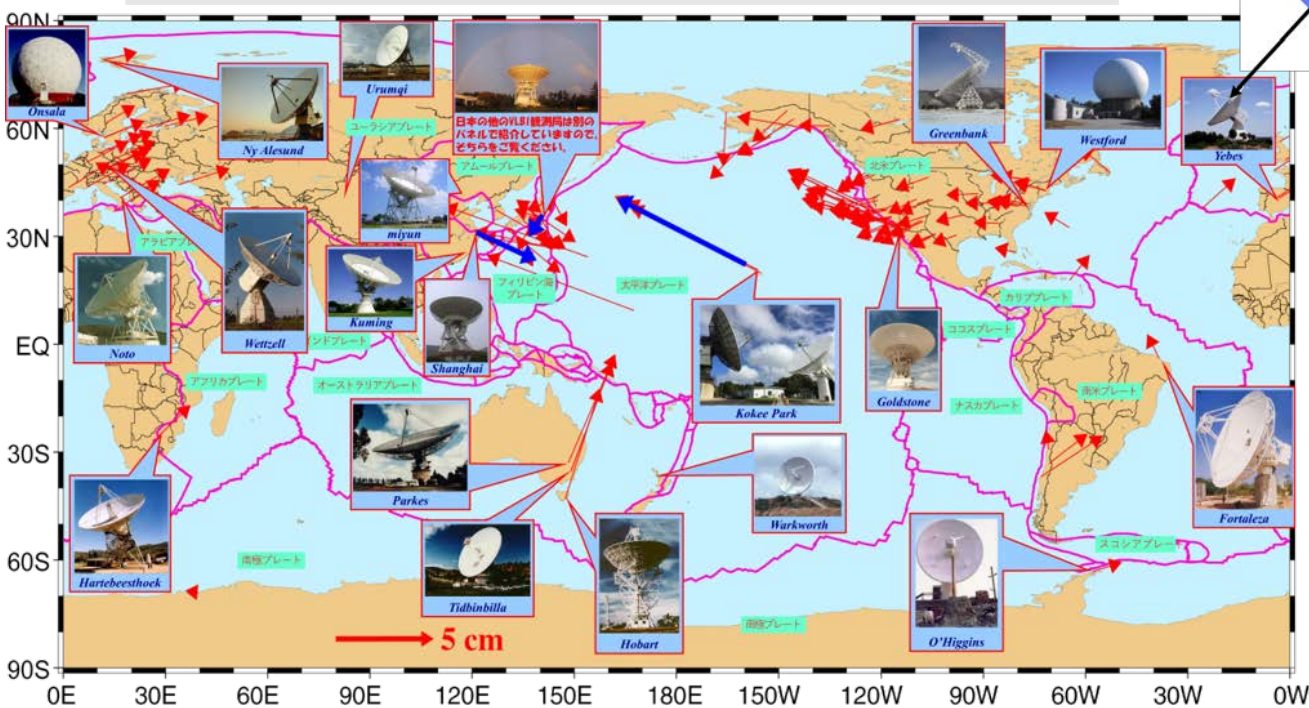 90N
60N
30N
EQ
30S
60S
90S
0E
30E
60E
90E
120E
150E
180E
150W
120W
90W
60W
30W
0W
Onsala
Ny Alesund
Urumqi
日本の他のVLBI観測局は別の
パネルで紹介していますので、
そちらをご覧ください。
Greenbank
Westford
Yebes
ユーラシアプレート
アムールプレート
北米プレート
miyun
アラビアプレ
Noto
Wettzell
Kuming
Shanghai
フィリピン海
プレート
太平洋プレート
カリブプレート
ココスプレート
ンドプレート
アフリカプレート
オーストラリアプレート
Kokee Park
Goldstone
ナスカプレート
南米プレート
Parkes
Warkworth
Fortaleza
Hartebeesthoek
南極プレート
Tidbinbilla
Hobart
スコシアプレート
O'Higgins
南極プレート
5 cm